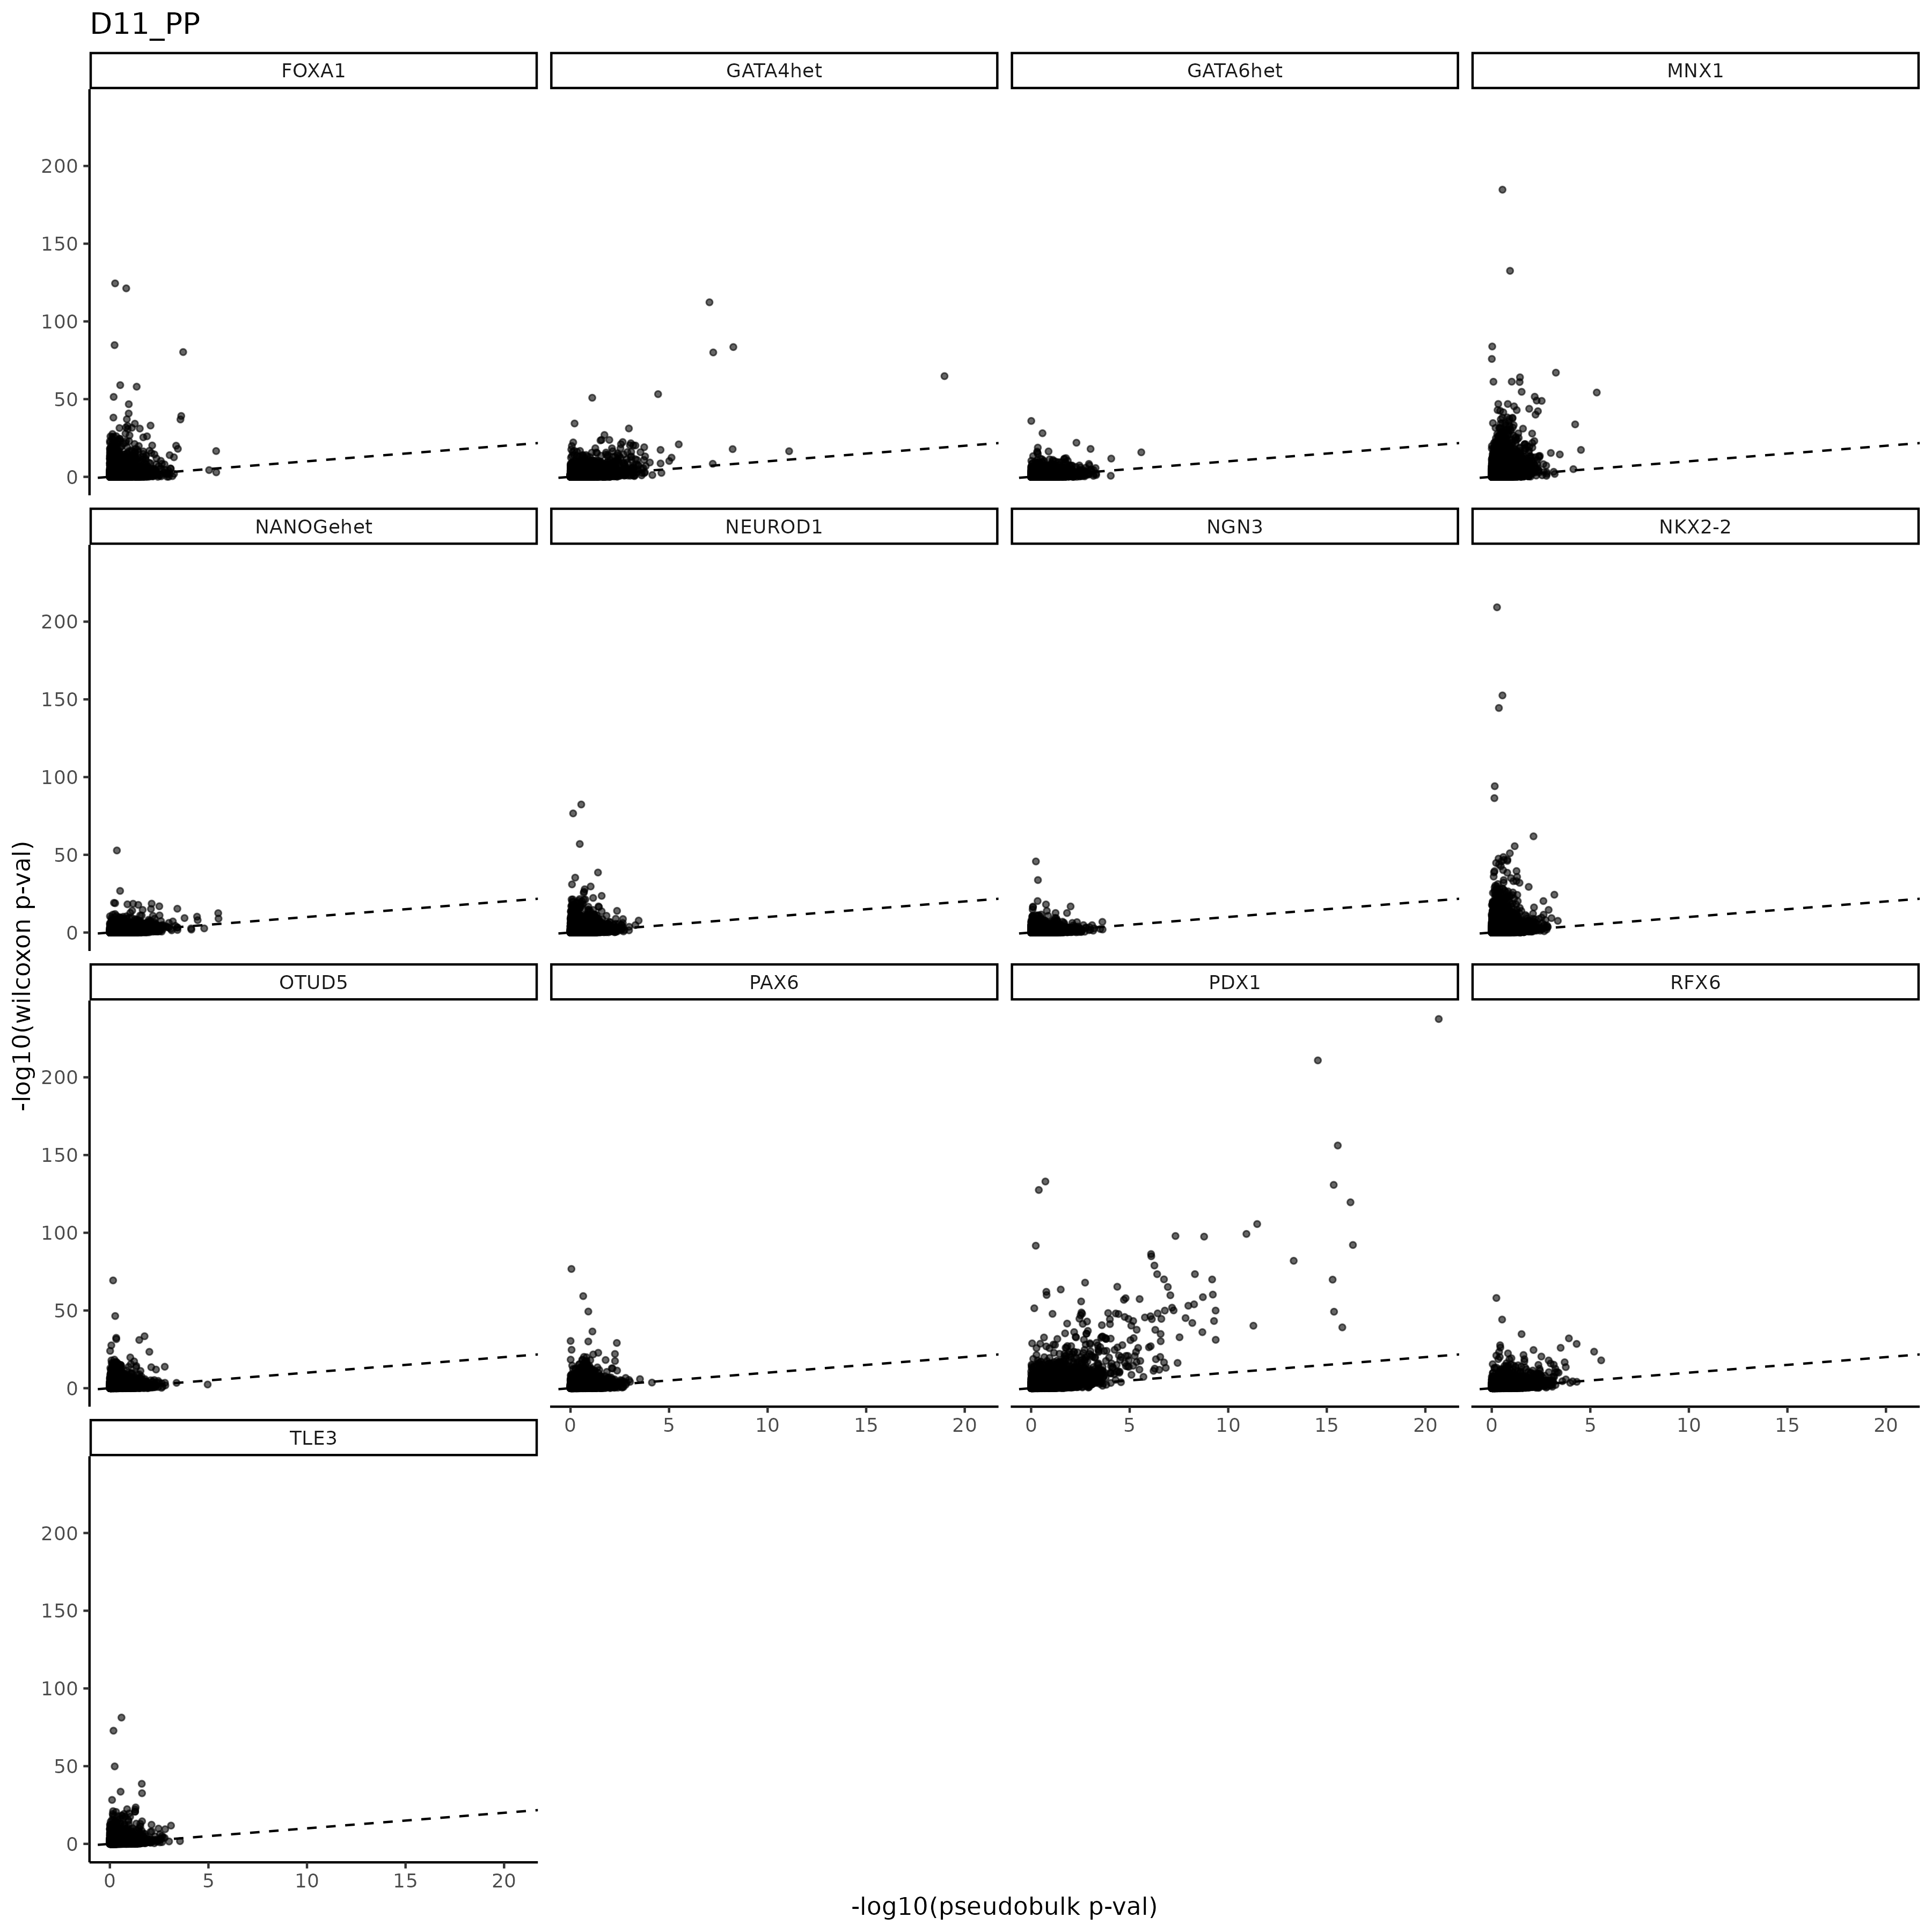 D11_PP
FOXA1 GATA4het GATA6het MNX1
200
150
100
50
0
NANOGehet NEUROD1 NGN3 NKX2-2
200
150
100
50
0
OTUD5 PAX6 PDX1 RFX6
200
150
100
50
0
0 5 10 15 20 0 5 10 15 20 0 5 10 15 20
TLE3
200
150
100
50
0
0 5 10 15 20
-log10(wilcoxon p-val)
-log10(pseudobulk p-val)